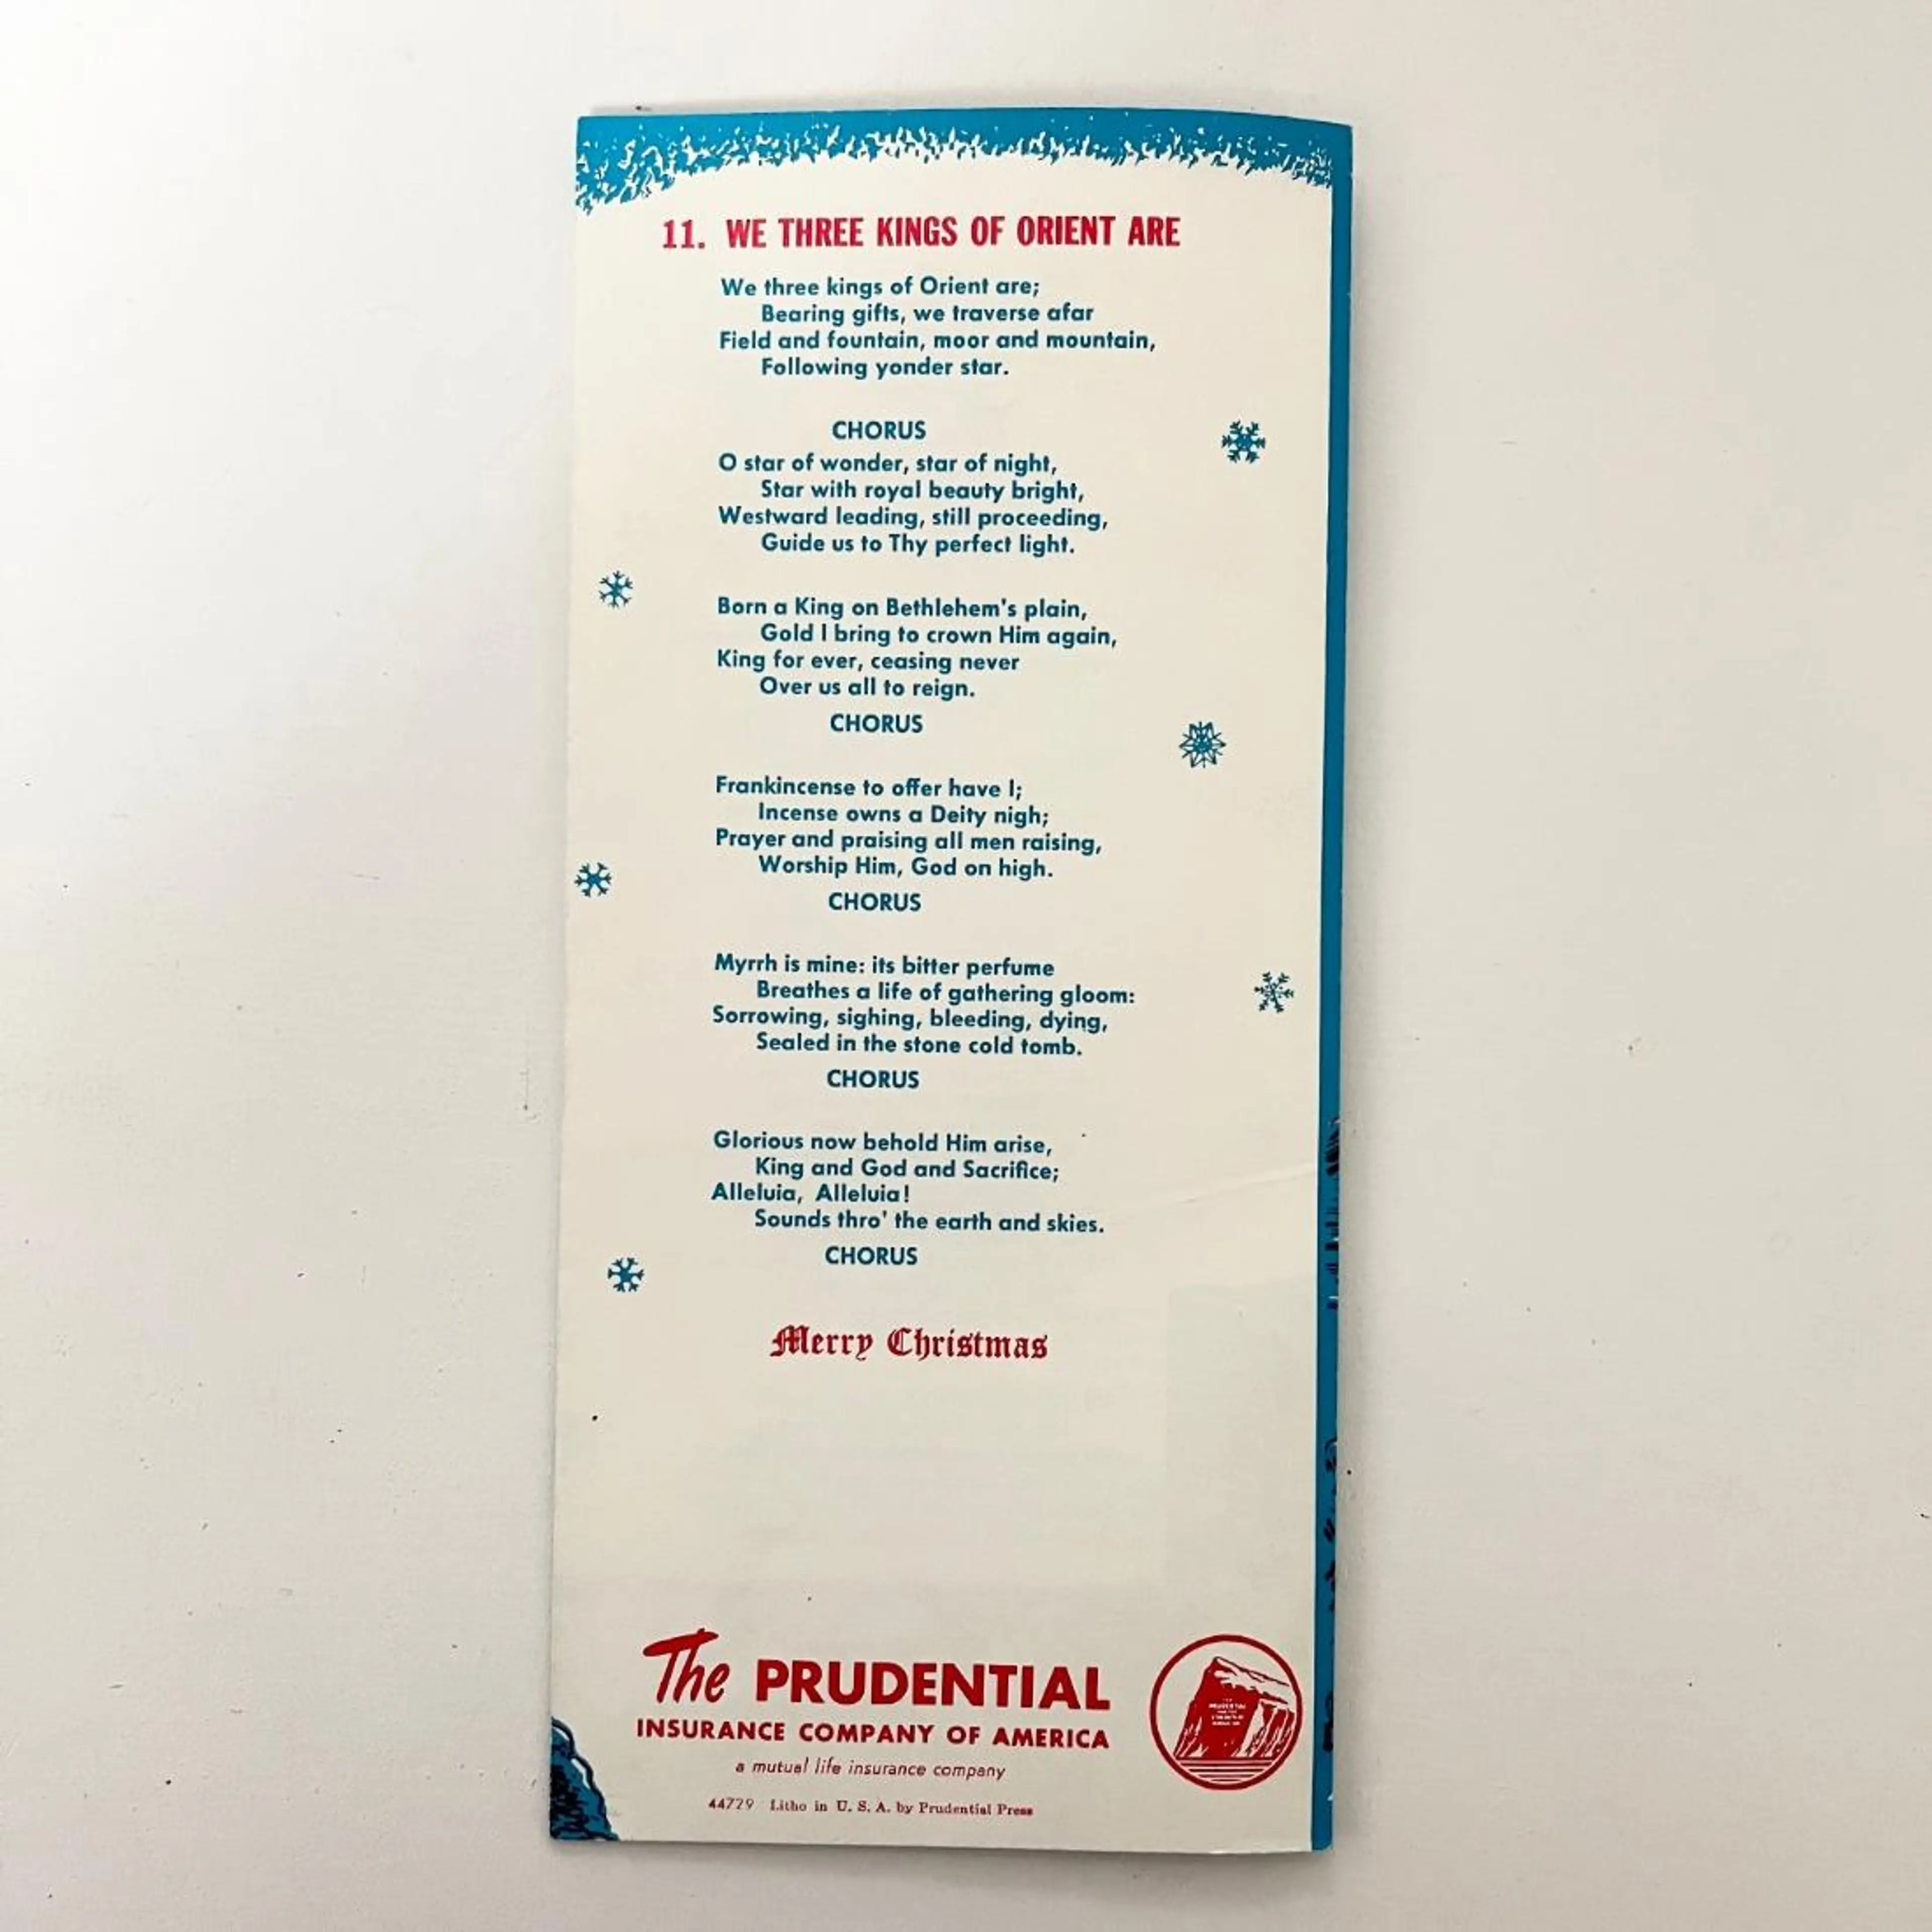 11. WE THREE KINGS OF ORIENT ARE
We three kings of Orient are;
Bearing gifts, we traverse afar
Field and fountain, moor and mountain,
Following yonder star.
CHORUS
O star of wonder, star of night,
Star with royal beauty bright,
Westward leading, still proceeding,
Guide us to Thy perfect light.
Born a King on Bethlehem's plain,
Gold I bring to crown Him again,
King for ever, ceasing never
Over us all to reign.
CHORUS
Frankincense to offer have I;
Incense owns a Deity nigh;
Prayer and praising all men raising,
Worship Him, God on high.
CHORUS
Myrrh is mine: its bitter perfume
Breathes a life of gathering gloom:
Sorrowing, sighing, bleeding, dying,
Sealed in the stone cold tomb.
CHORUS
Glorious now behold Him arise,
King and God and Sacrifice;
Alleluia, Alleluia!
Sounds thro' the earth and skies.
CHORUS
Merry Christmas
The PRUDENTIAL
INSURANCE COMPANY OF AMERICA
a mutual life insurance company
44729 Litho in U. S. A. by Prudential Press